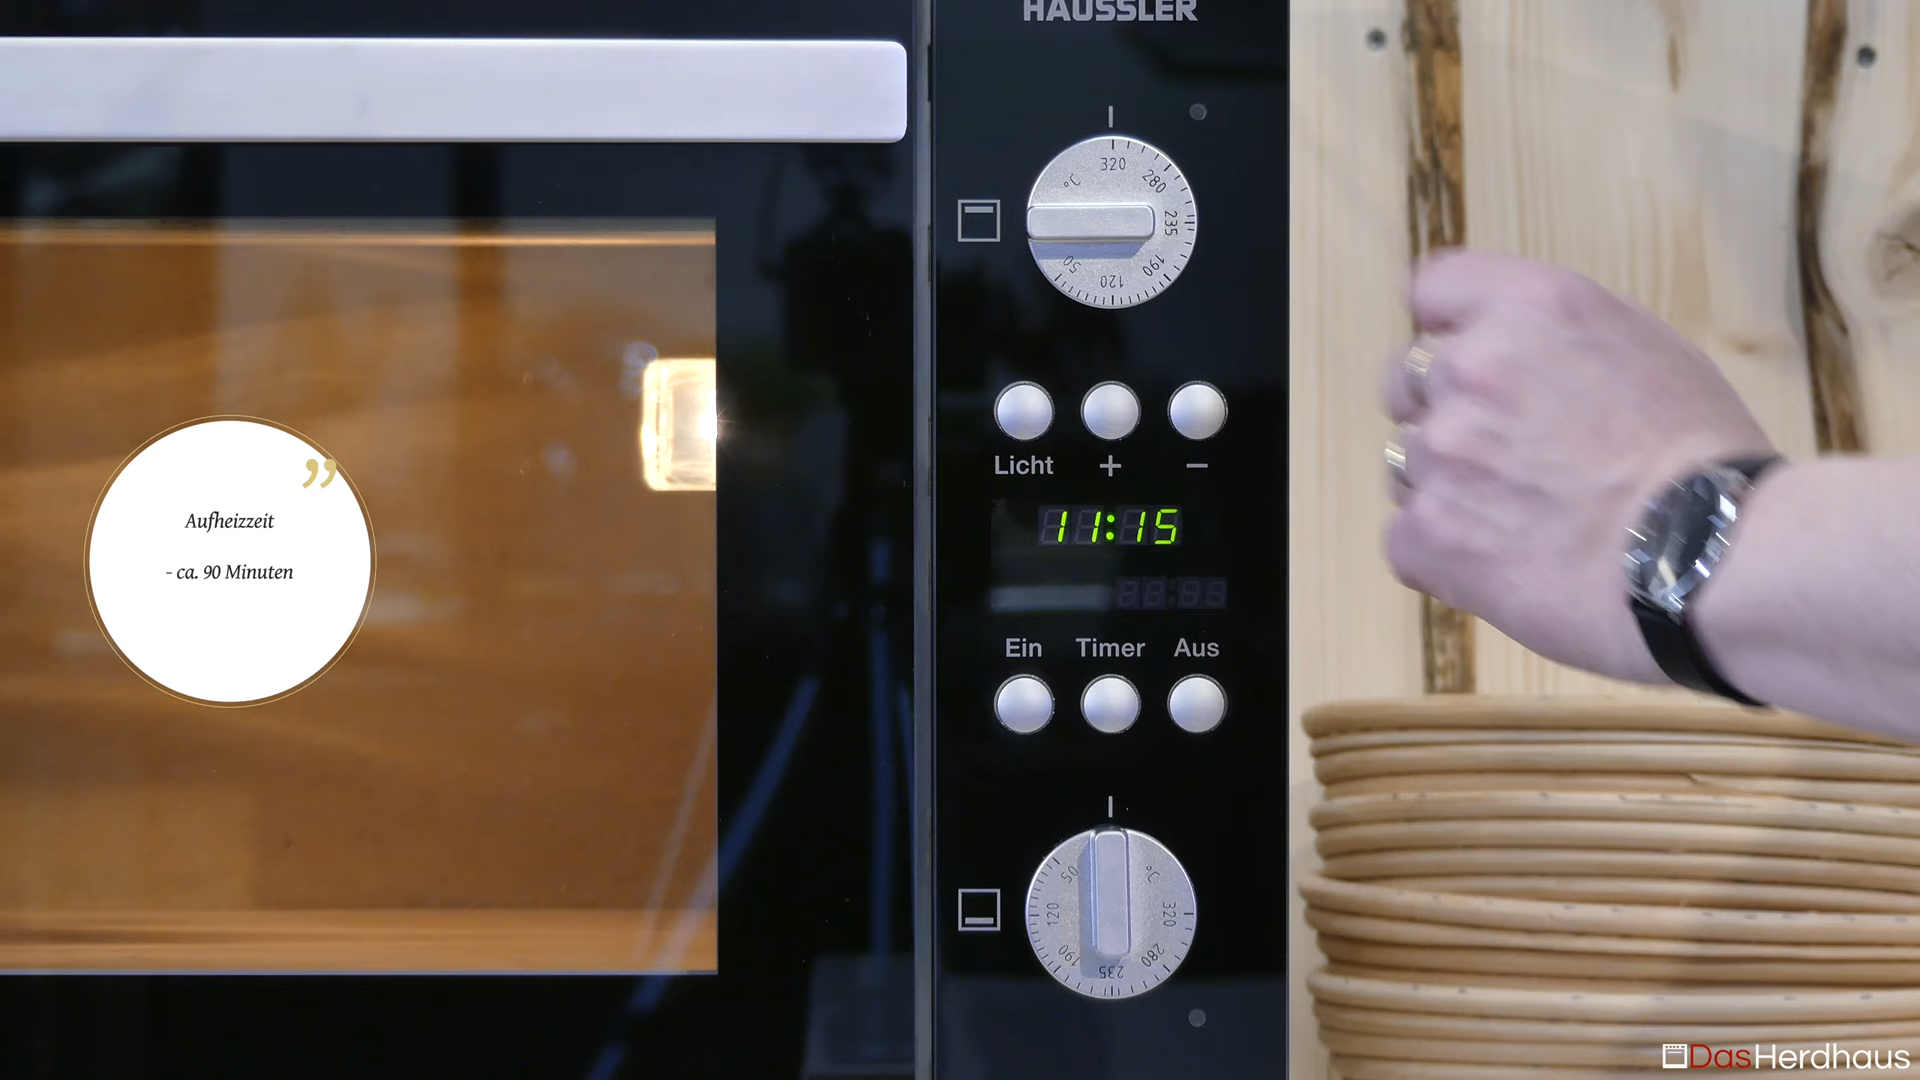 HÄUSSLER
320
°C
280
235
50
190
120
Licht
+
−
11:15
Ein Timer Aus
50
°C
120
320
190
280
235
”
Aufheizzeit
- ca. 90 Minuten
DasHerdhaus